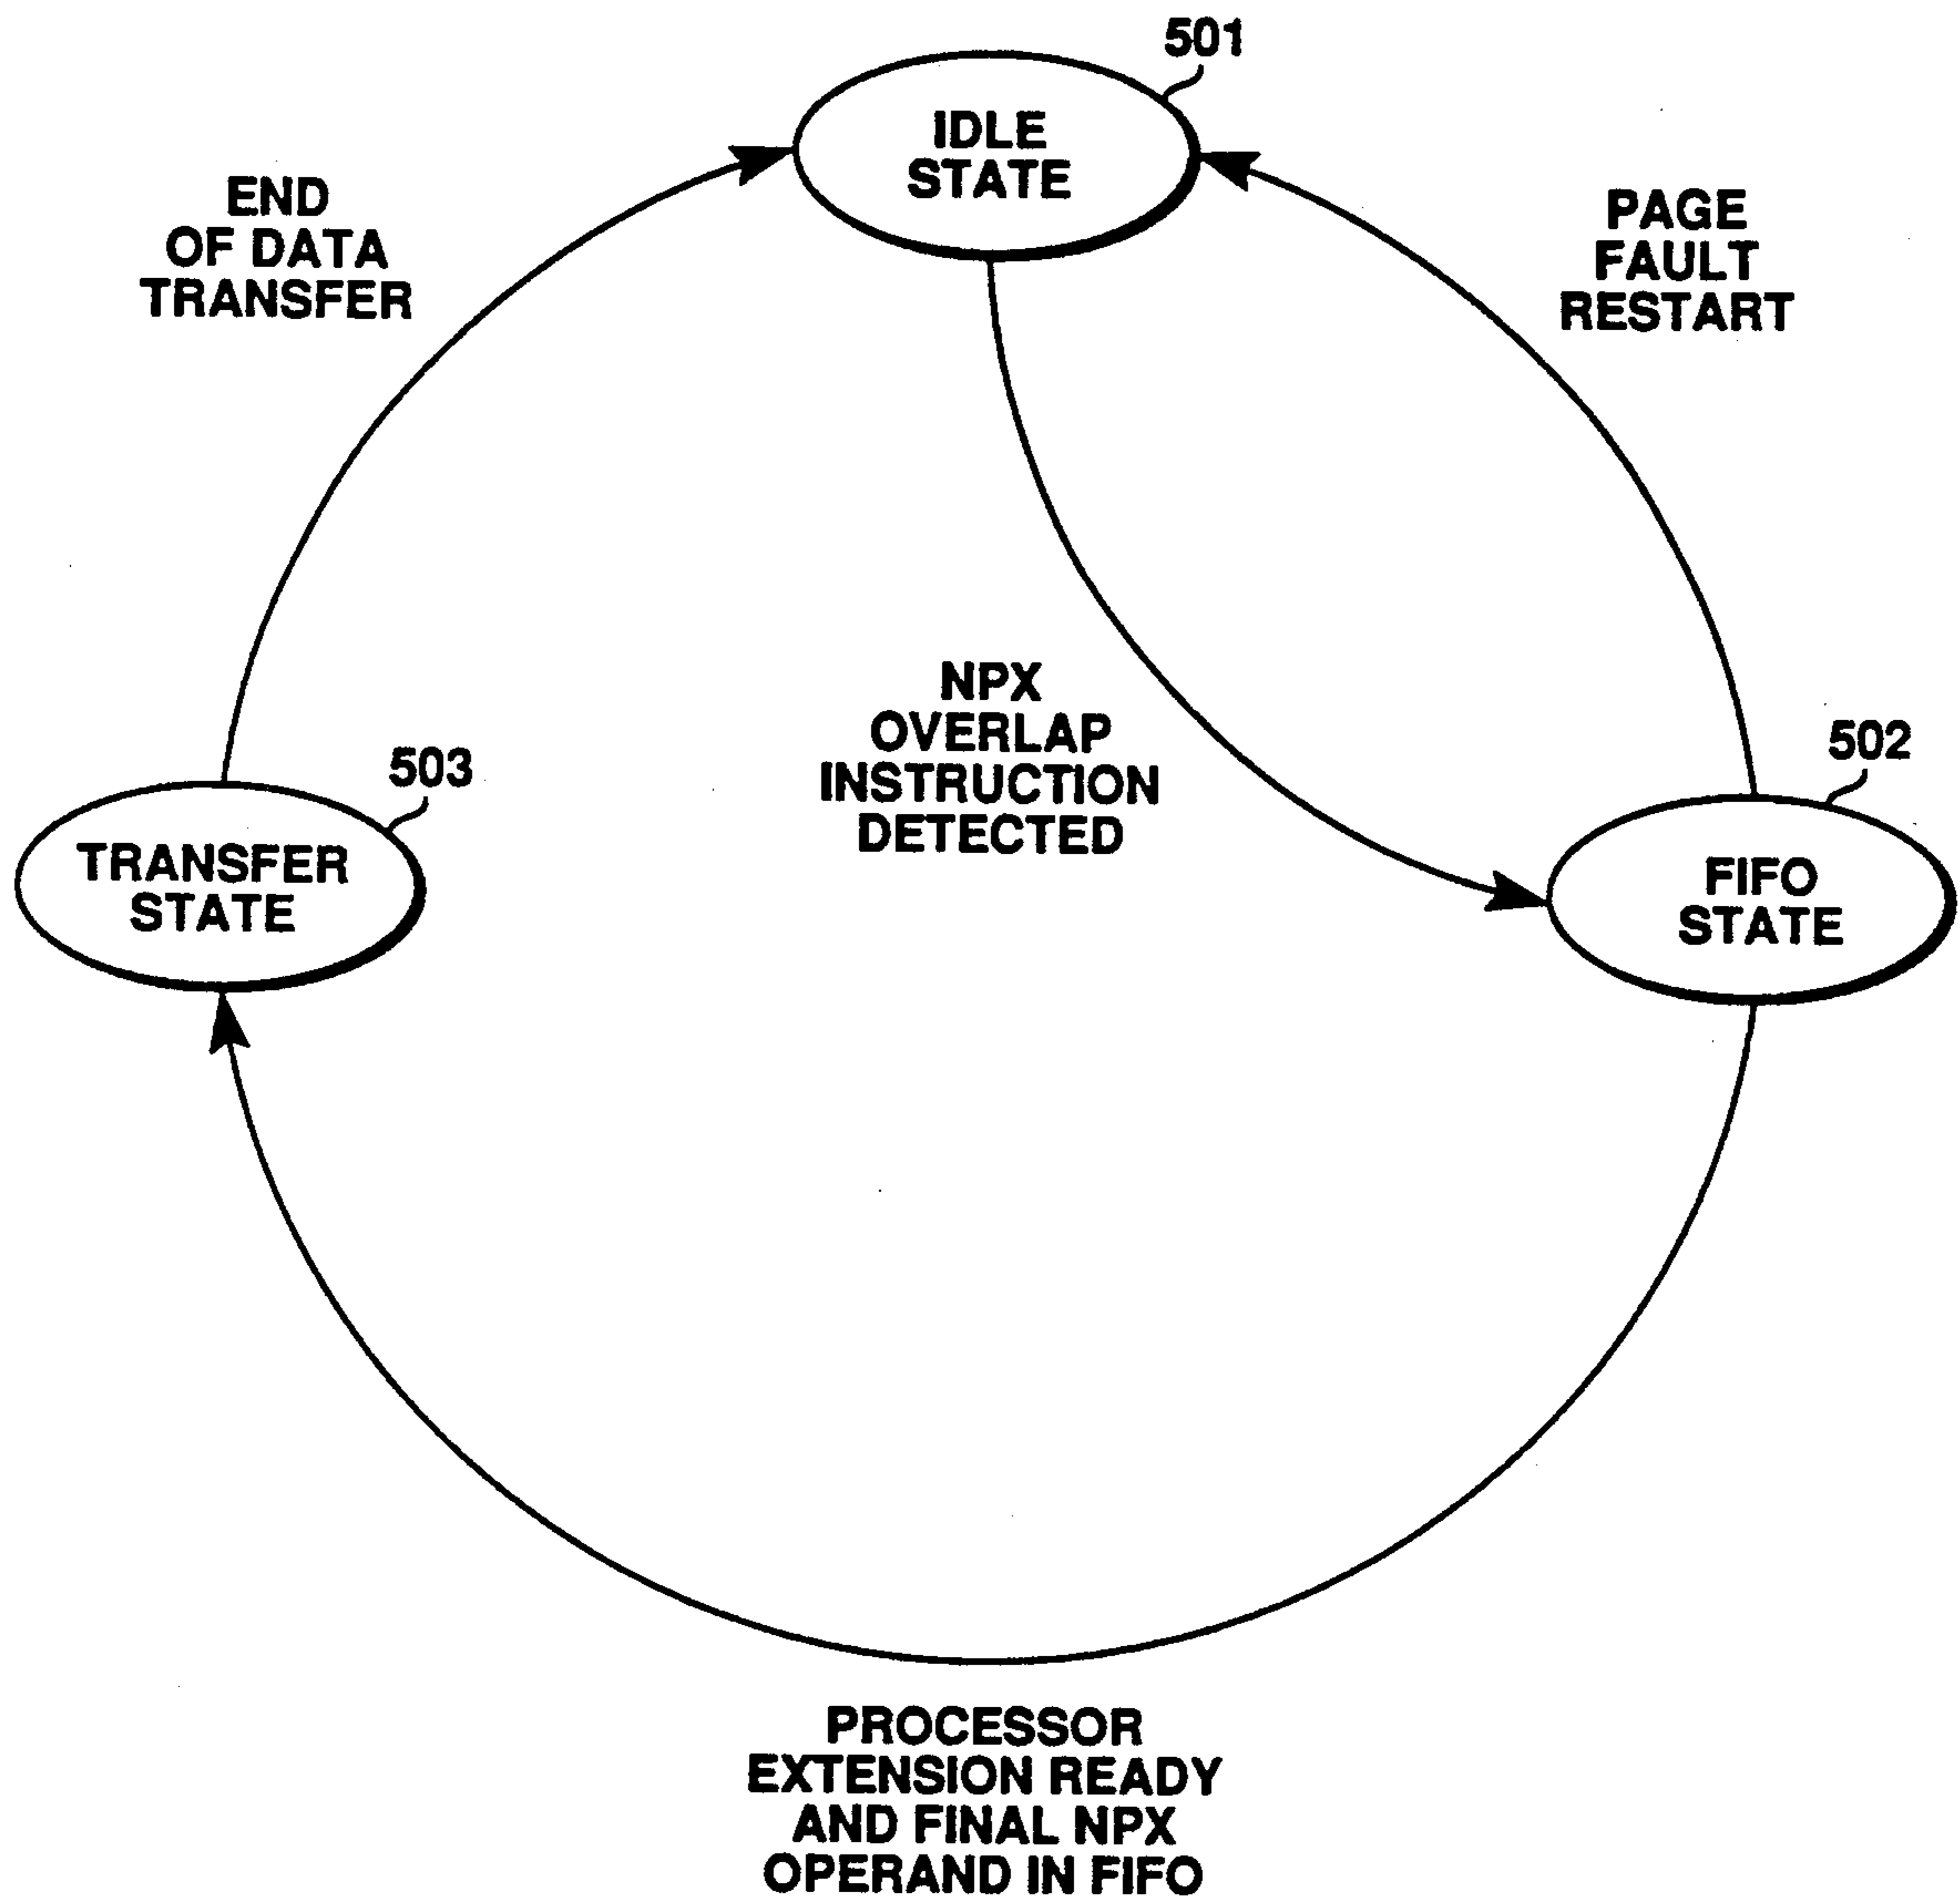 501
IDLE
STATE
END
OF DATA
TRANSFER
PAGE
FAULT
RESTART
NPX
OVERLAP
INSTRUCTION
DETECTED
503
TRANSFER
STATE
502
FIFO
STATE
PROCESSOR
EXTENSION READY
AND FINAL NPX
OPERAND IN FIFO